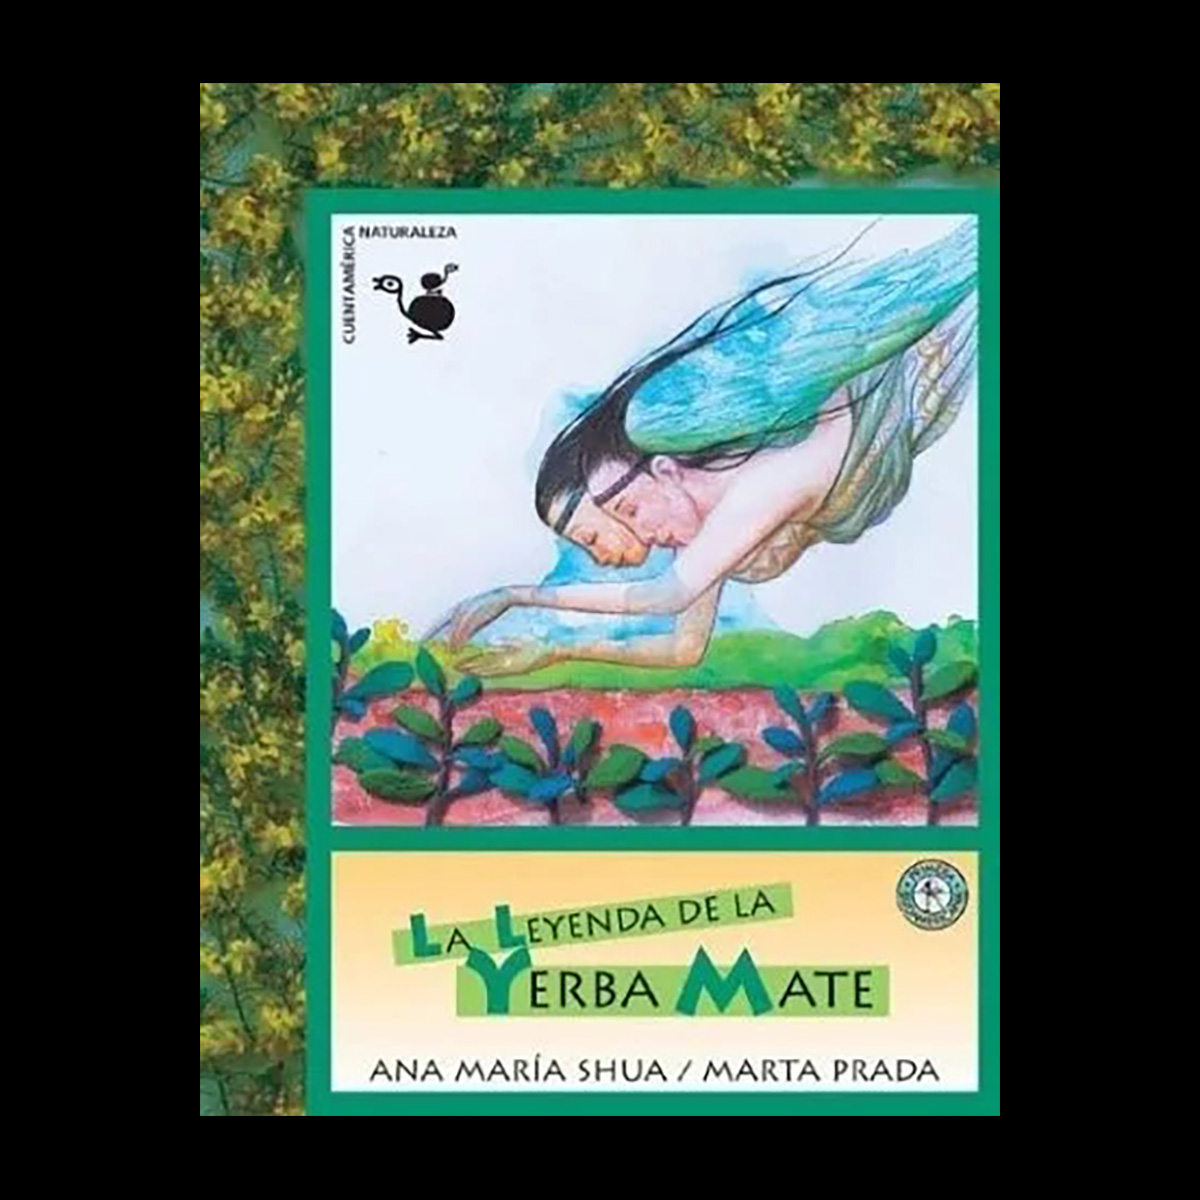 NATURALEZA
CUENTAMÉRICA
LA LEYENDA DE LA
YERBA MATE
ANA MARÍA SHUA / MARTA PRADA